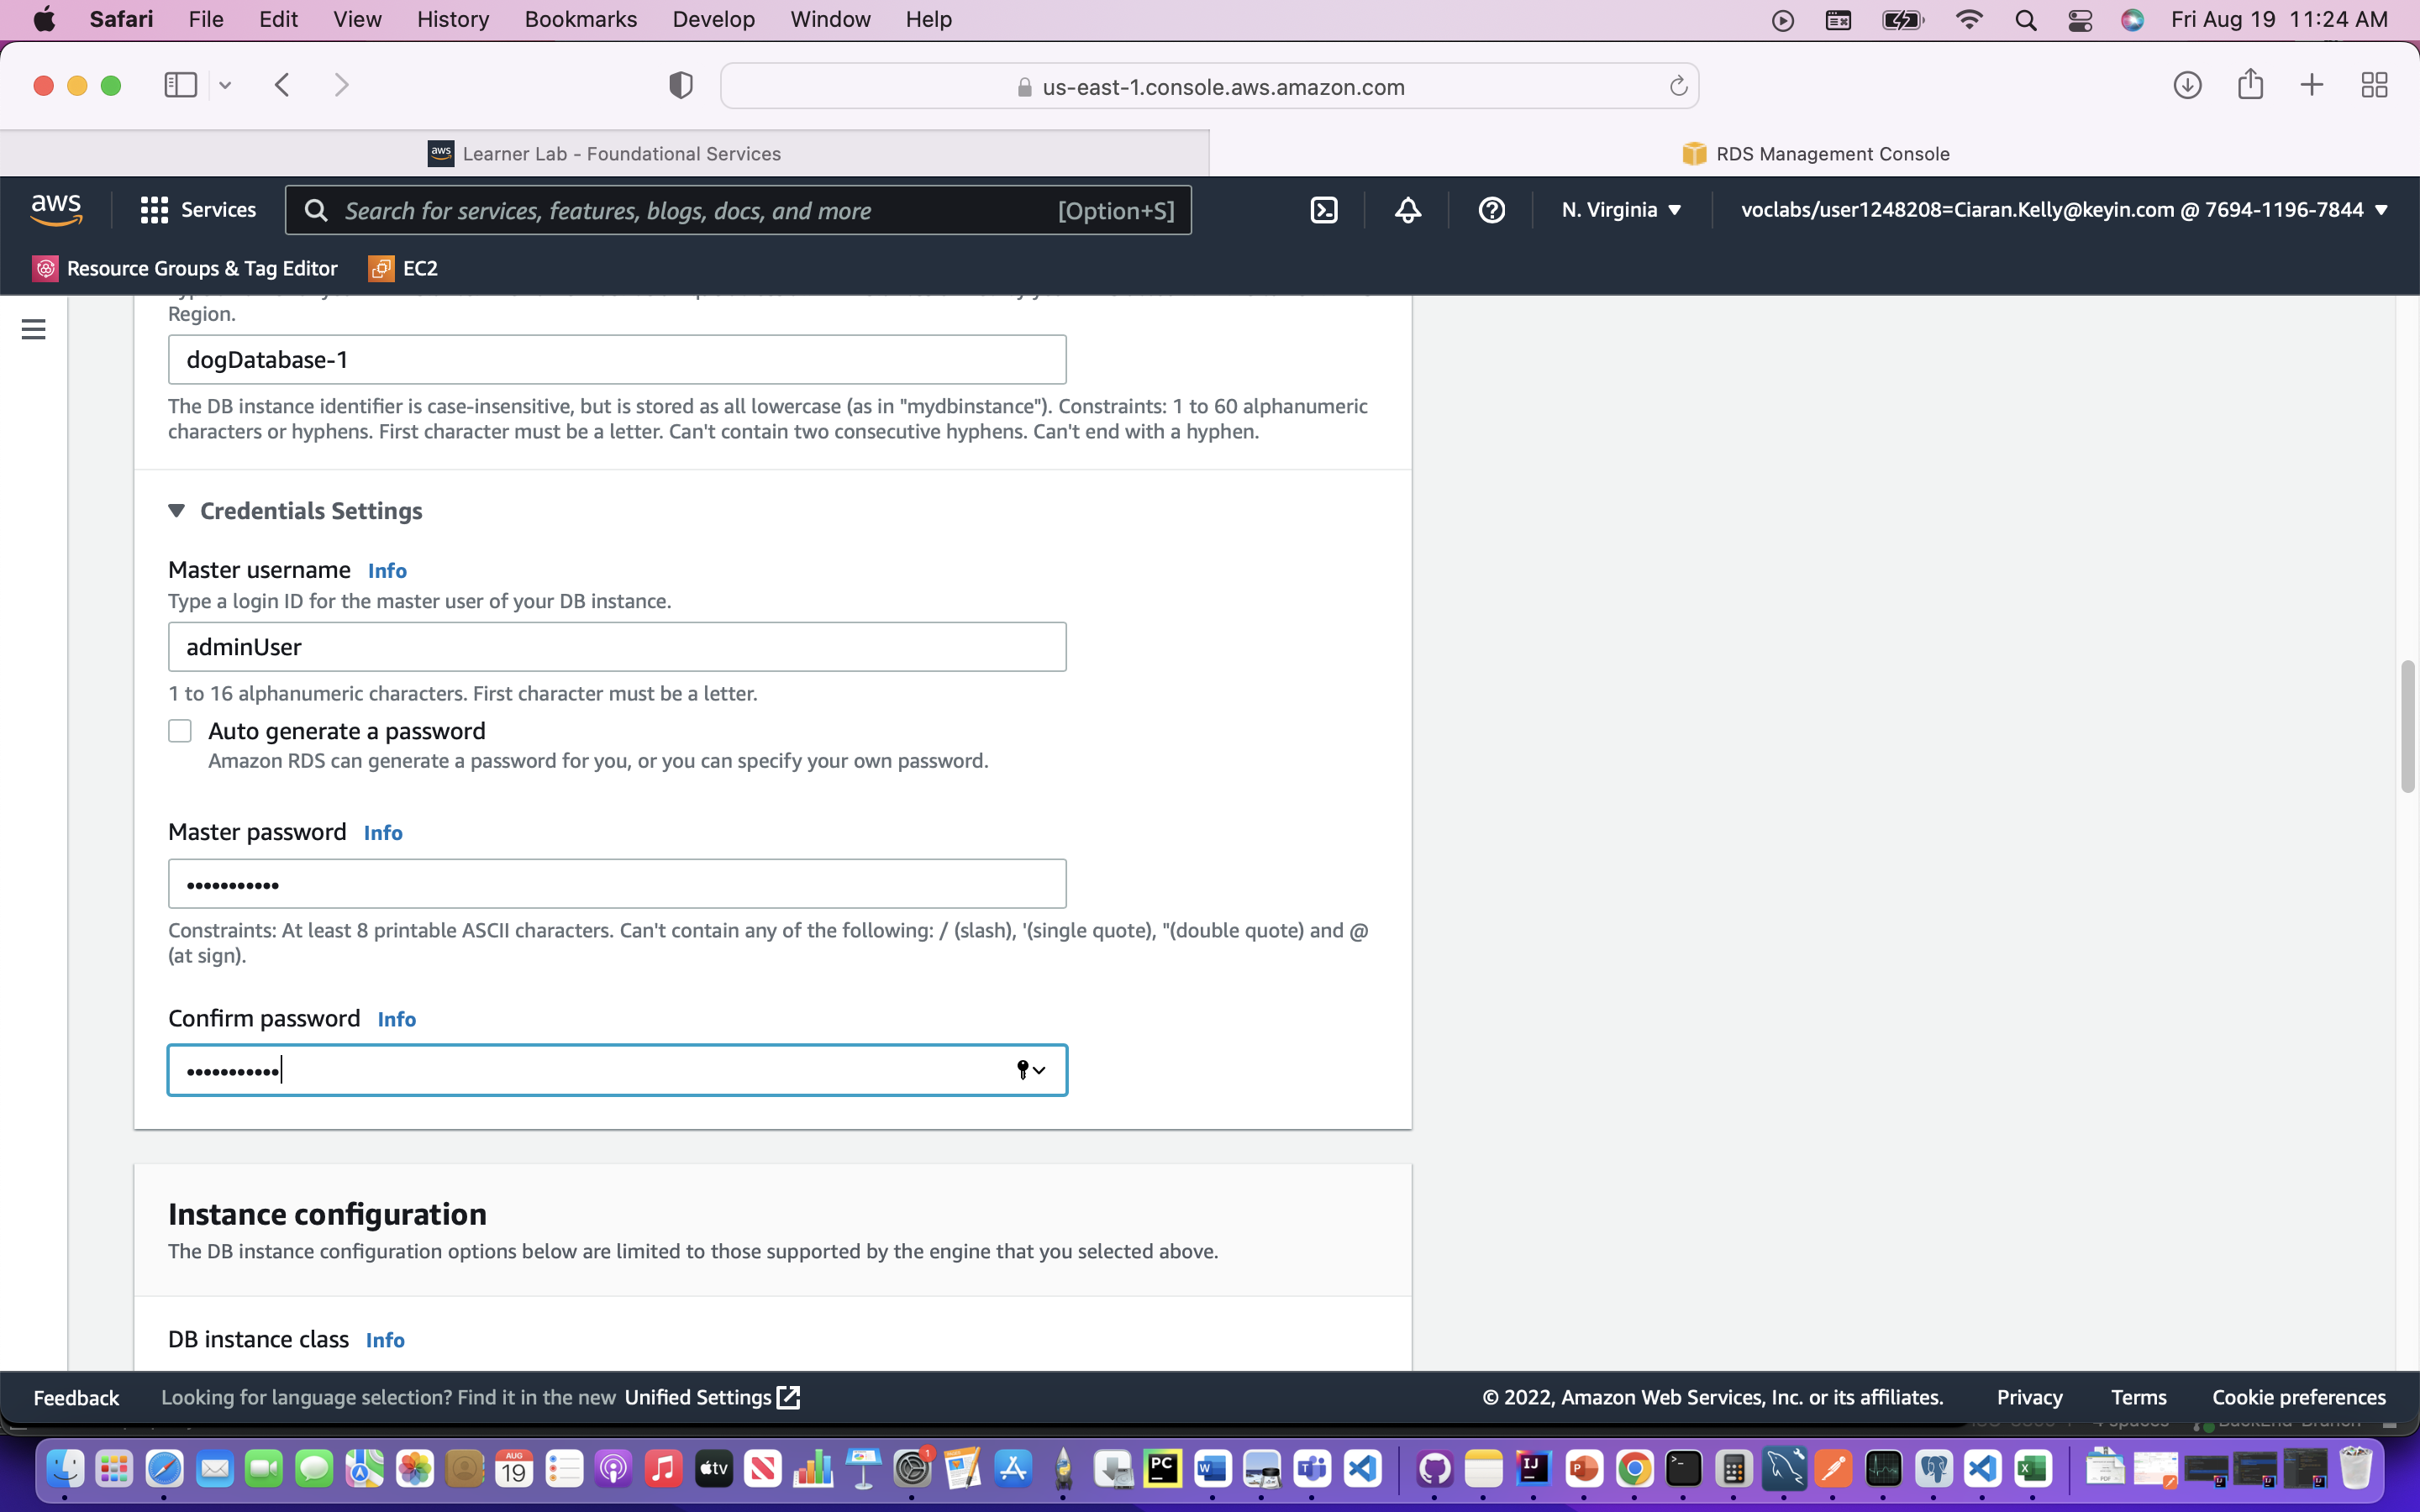 Safari File Edit View History Bookmarks Develop Window Help Fri Aug 19 11:24 AM
us-east-1.console.aws.amazon.com
aws Learner Lab - Foundational Services RDS Management Console
aws Services Search for services, features, blogs, docs, and more [Option+S] N. Virginia voclabs/user1248208=Ciaran.Kelly@keyin.com @ 7694-1196-7844
Resource Groups & Tag Editor EC2
Region.
dogDatabase-1
The DB instance identifier is case-insensitive, but is stored as all lowercase (as in "mydbinstance"). Constraints: 1 to 60 alphanumeric
characters or hyphens. First character must be a letter. Can't contain two consecutive hyphens. Can't end with a hyphen.
Credentials Settings
Master username Info
Type a login ID for the master user of your DB instance.
adminUser
1 to 16 alphanumeric characters. First character must be a letter.
Auto generate a password
Amazon RDS can generate a password for you, or you can specify your own password.
Master password Info
•••••••••••
Constraints: At least 8 printable ASCII characters. Can't contain any of the following: / (slash), '(single quote), "(double quote) and @
(at sign).
Confirm password Info
•••••••••••
Instance configuration
The DB instance configuration options below are limited to those supported by the engine that you selected above.
DB instance class Info
Feedback Looking for language selection? Find it in the new Unified Settings © 2022, Amazon Web Services, Inc. or its affiliates. Privacy Terms Cookie preferences
AUG
19 tv 1 PC W T IJ P X
PDF